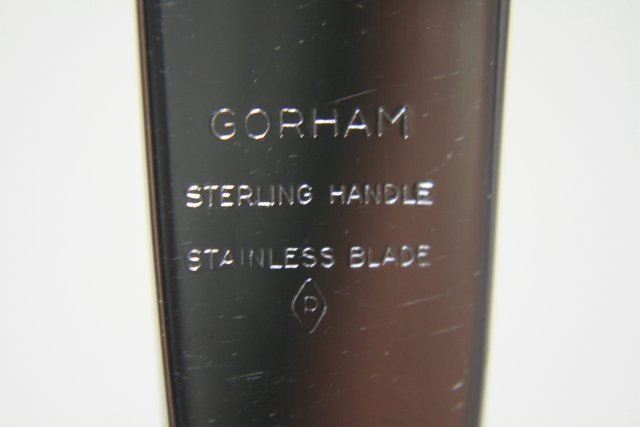 GORHAM
STERLING HANDLE
STAINLESS BLADE
P